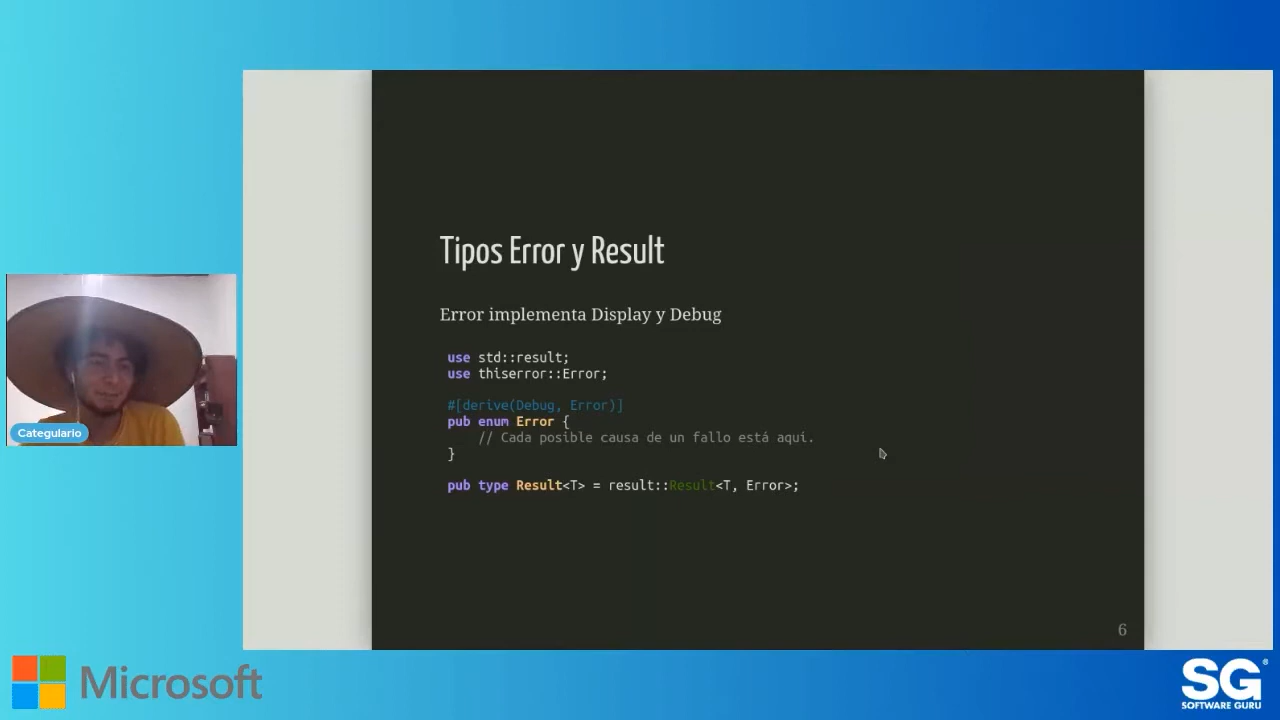 Tipos Error y Result
Error implementa Display y Debug
use std::result;
use thiserror::Error;
#[derive(Debug, Error)]
pub enum Error {
// Cada posible causa de un fallo está aquí.
}
pub type Result<T> = result::Result<T, Error>;
6
Categulario
Microsoft
SG
SOFTWARE GURU